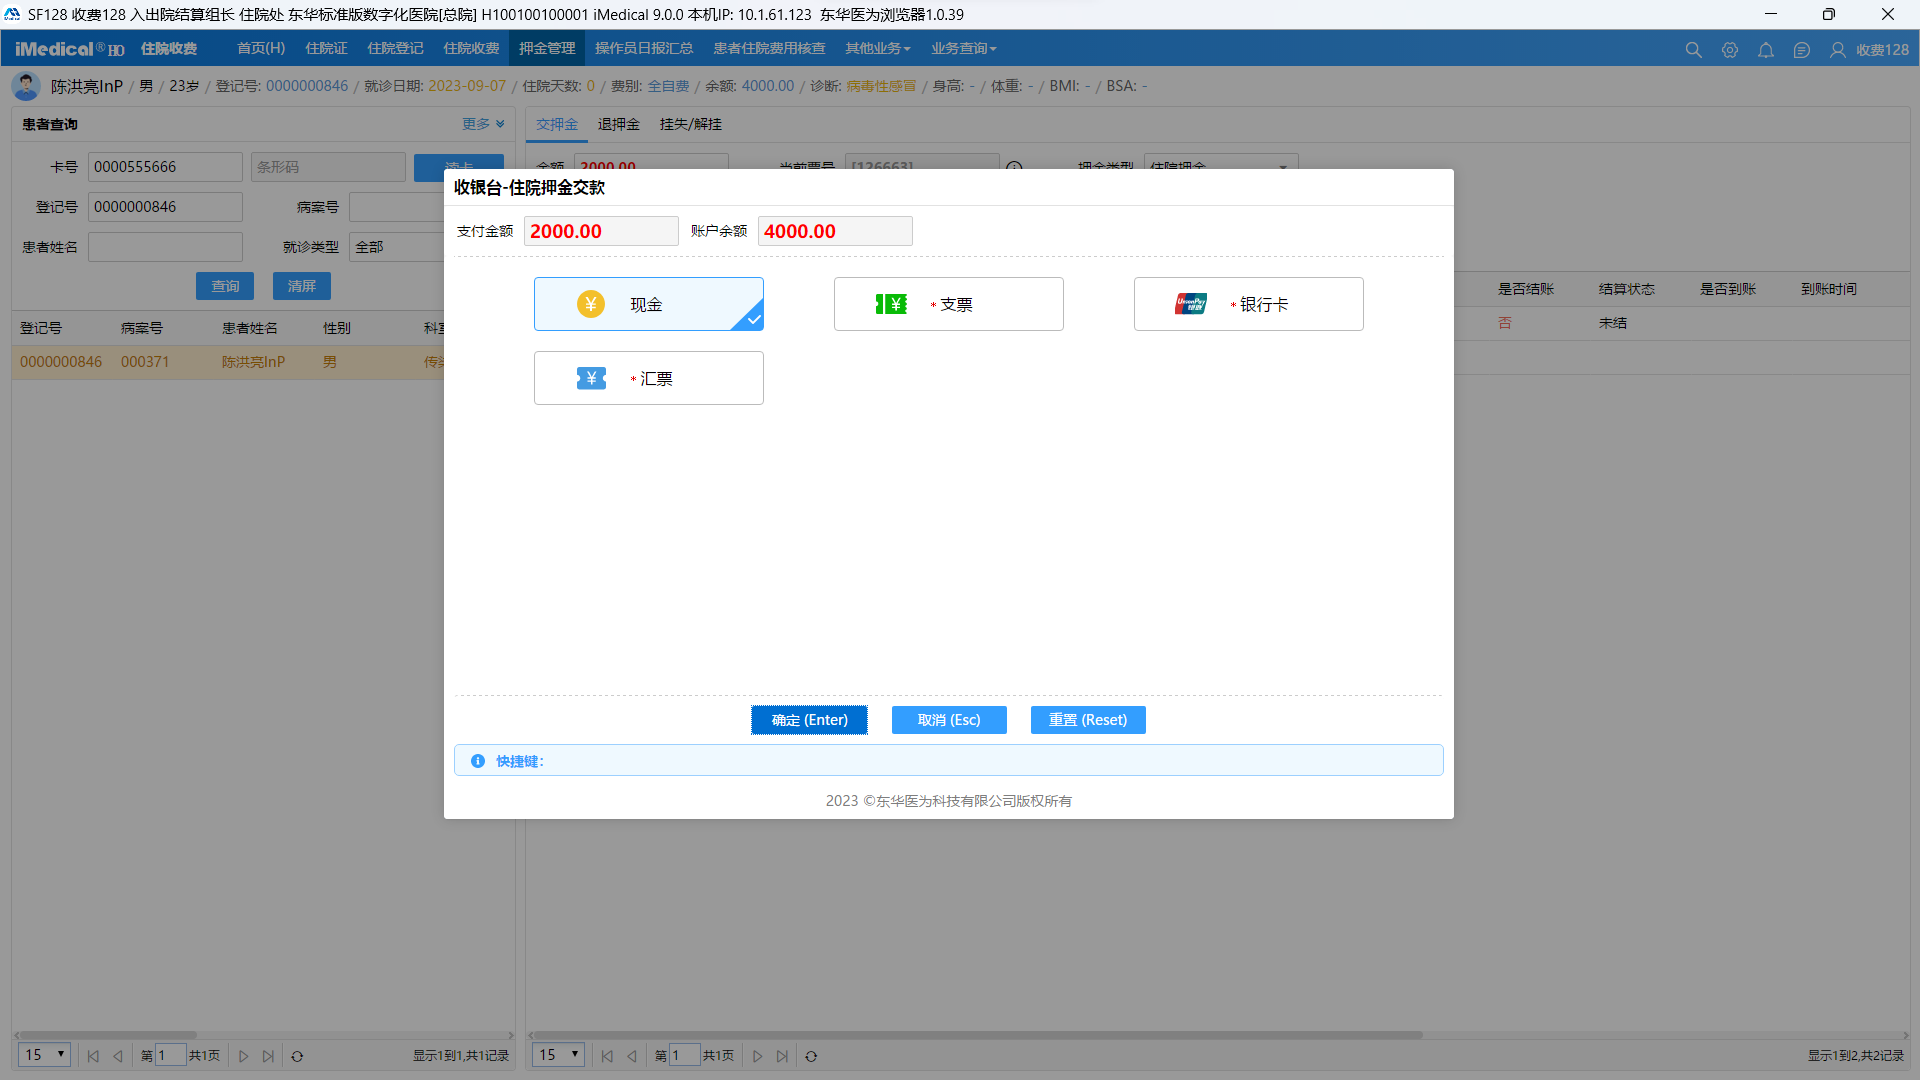 SF128 收费128 入出院结算组长 住院处 东华标准版数字化医院[总院] H100100100001 iMedical 9.0.0 本机IP: 10.1.61.123 东华医为浏览器1.0.39
iMedical® HO 住院收费 首页(H) 住院证 住院登记 住院收费 押金管理 操作员日报汇总 患者住院费用核查 其他业务 业务查询 收费128
陈洪亮InP / 男 / 23岁 / 登记号: 0000000846 / 就诊日期: 2023-09-07 / 住院天数: 0 / 费别: 全自费 / 余额: 4000.00 / 诊断: 病毒性感冒 / 身高: - / 体重: - / BMI: - / BSA: -
患者查询 更多
交押金 退押金 挂失/解挂
卡号 0000555666 条形码 读卡
金额 2000.00 当前票号 [126663] 押金类型 住院押金
登记号 0000000846 病案号
患者姓名 就诊类型 全部
查询 清屏
登记号 病案号 患者姓名 性别
0000000846 000371 陈洪亮InP 男
是否结账 结算状态 是否到账 到账时间
否 未结
收银台-住院押金交款
支付金额 2000.00 账户余额 4000.00
现金 *支票 *银行卡
*汇票
确定 (Enter) 取消 (Esc) 重置 (Reset)
快捷键:
2023 ©东华医为科技有限公司版权所有
15 第 1 共1页 显示1到1,共1记录
15 第 1 共1页 显示1到2,共2记录